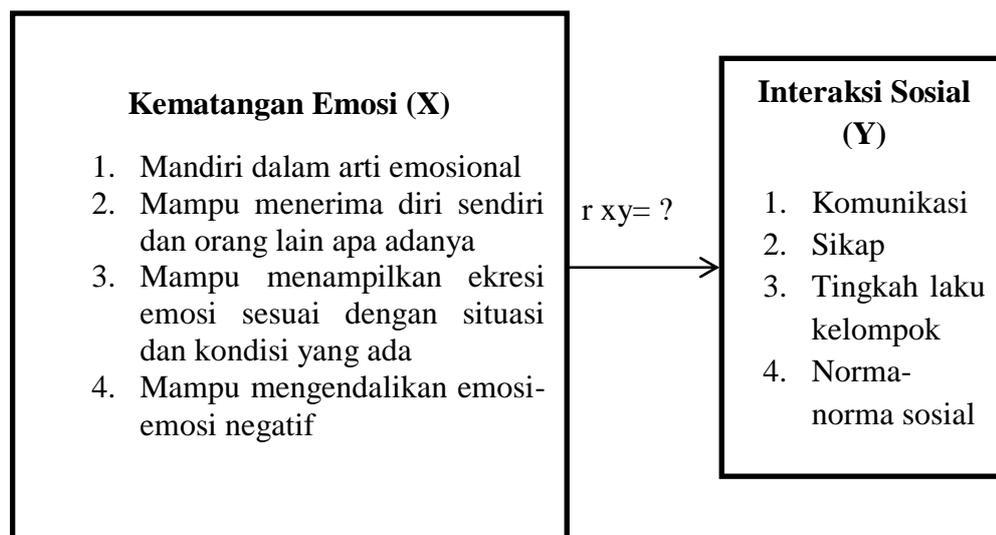 Kematangan Emosi (X)
1. Mandiri dalam arti emosional
2. Mampu menerima diri sendiri
dan orang lain apa adanya
3. Mampu menampilkan ekresi
emosi sesuai dengan situasi
dan kondisi yang ada
4. Mampu mengendalikan emosi-
emosi negatif
r xy= ?
Interaksi Sosial
(Y)
1. Komunikasi
2. Sikap
3. Tingkah laku
kelompok
4. Norma-
norma sosial